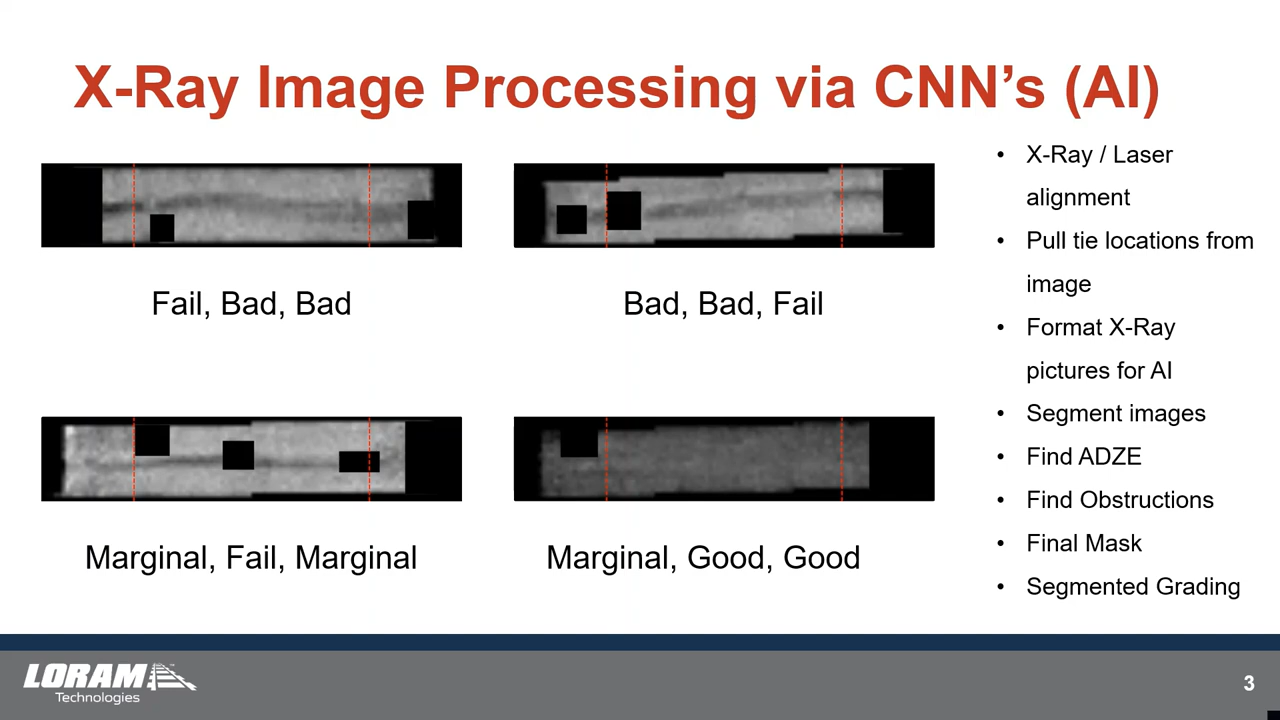 X-Ray Image Processing via CNN's (AI)
Fail, Bad, Bad
Bad, Bad, Fail
Marginal, Fail, Marginal
Marginal, Good, Good
• X-Ray / Laser
alignment
• Pull tie locations from
image
• Format X-Ray
pictures for AI
• Segment images
• Find ADZE
• Find Obstructions
• Final Mask
• Segmented Grading
LORAM
Technologies
3